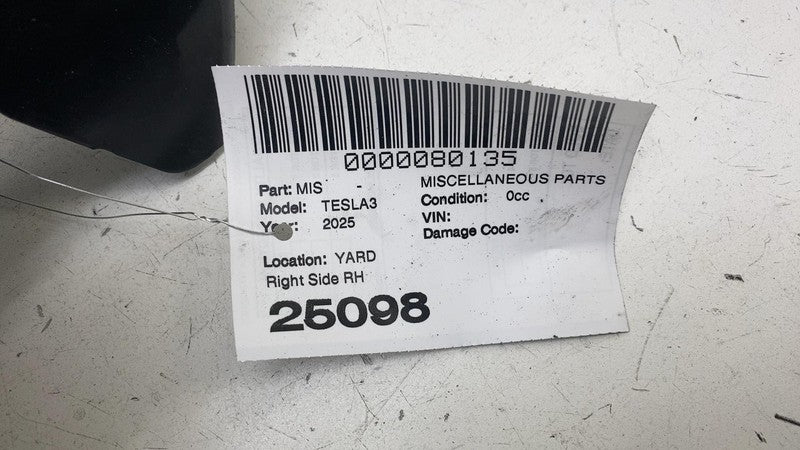 0000080135
Part: MIS - MISCELLANEOUS PARTS
Model: TESLA3 Condition: 0cc .
Year: 2025 VIN:
Damage Code:
Location: YARD
Right Side RH
25098